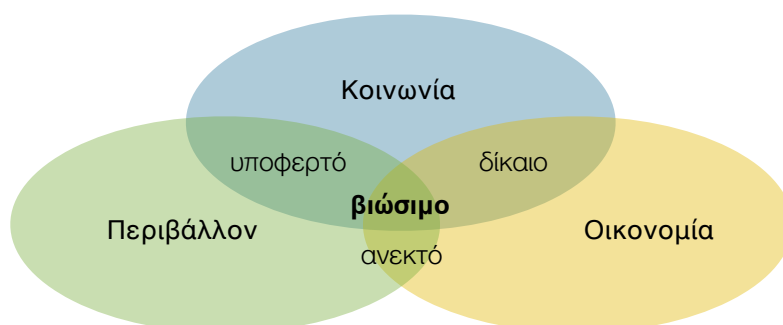 Κοινωνία
υποφερτό
δίκαιο
βιώσιμο
Περιβάλλον
Οικονομία
ανεκτό